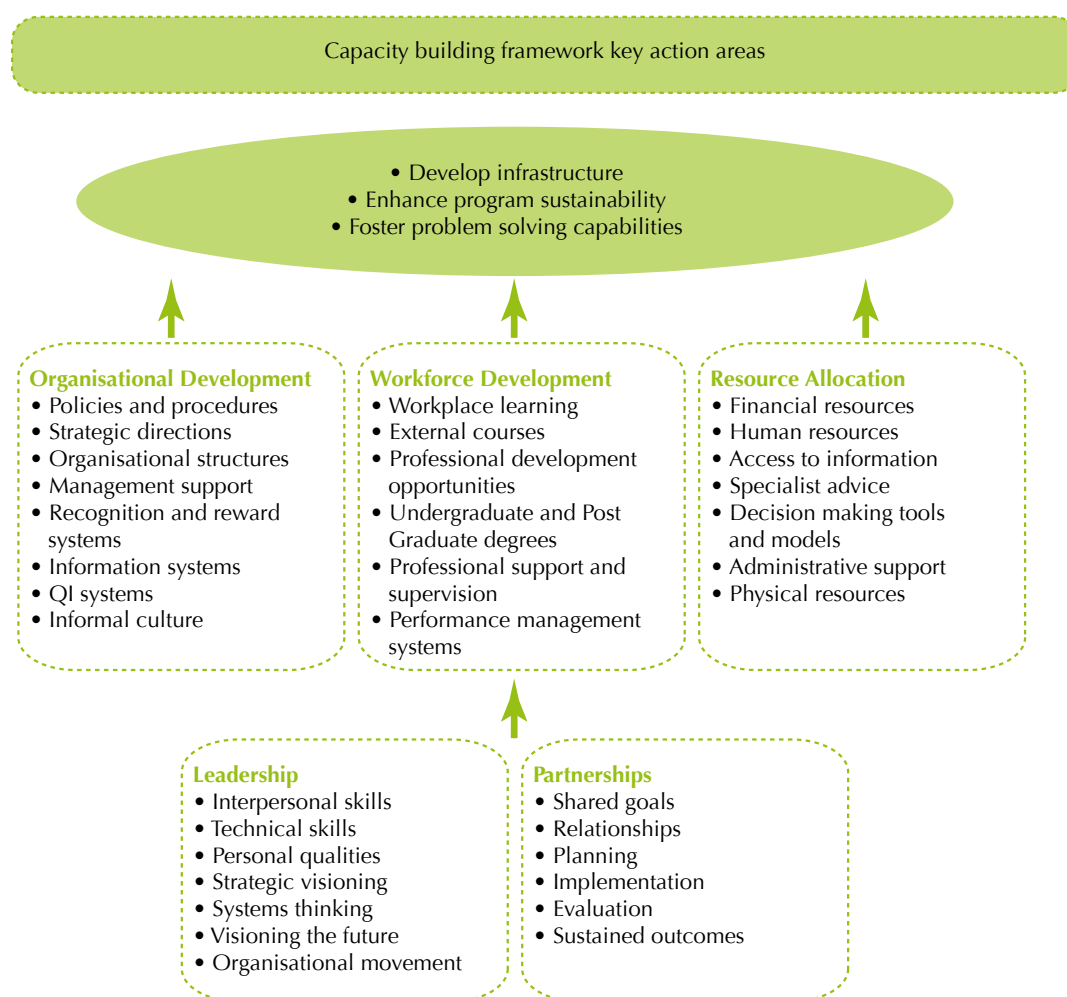 Capacity building framework key action areas
• Develop infrastructure
• Enhance program sustainability
• Foster problem solving capabilities
Organisational Development
• Policies and procedures
• Strategic directions
• Organisational structures
• Management support
• Recognition and reward
systems
• Information systems
• QI systems
• Informal culture
Workforce Development
• Workplace learning
• External courses
• Professional development
opportunities
• Undergraduate and Post
Graduate degrees
• Professional support and
supervision
• Performance management
systems
Resource Allocation
• Financial resources
• Human resources
• Access to information
• Specialist advice
• Decision making tools
and models
• Administrative support
• Physical resources
Leadership
• Interpersonal skills
• Technical skills
• Personal qualities
• Strategic visioning
• Systems thinking
• Visioning the future
• Organisational movement
Partnerships
• Shared goals
• Relationships
• Planning
• Implementation
• Evaluation
• Sustained outcomes